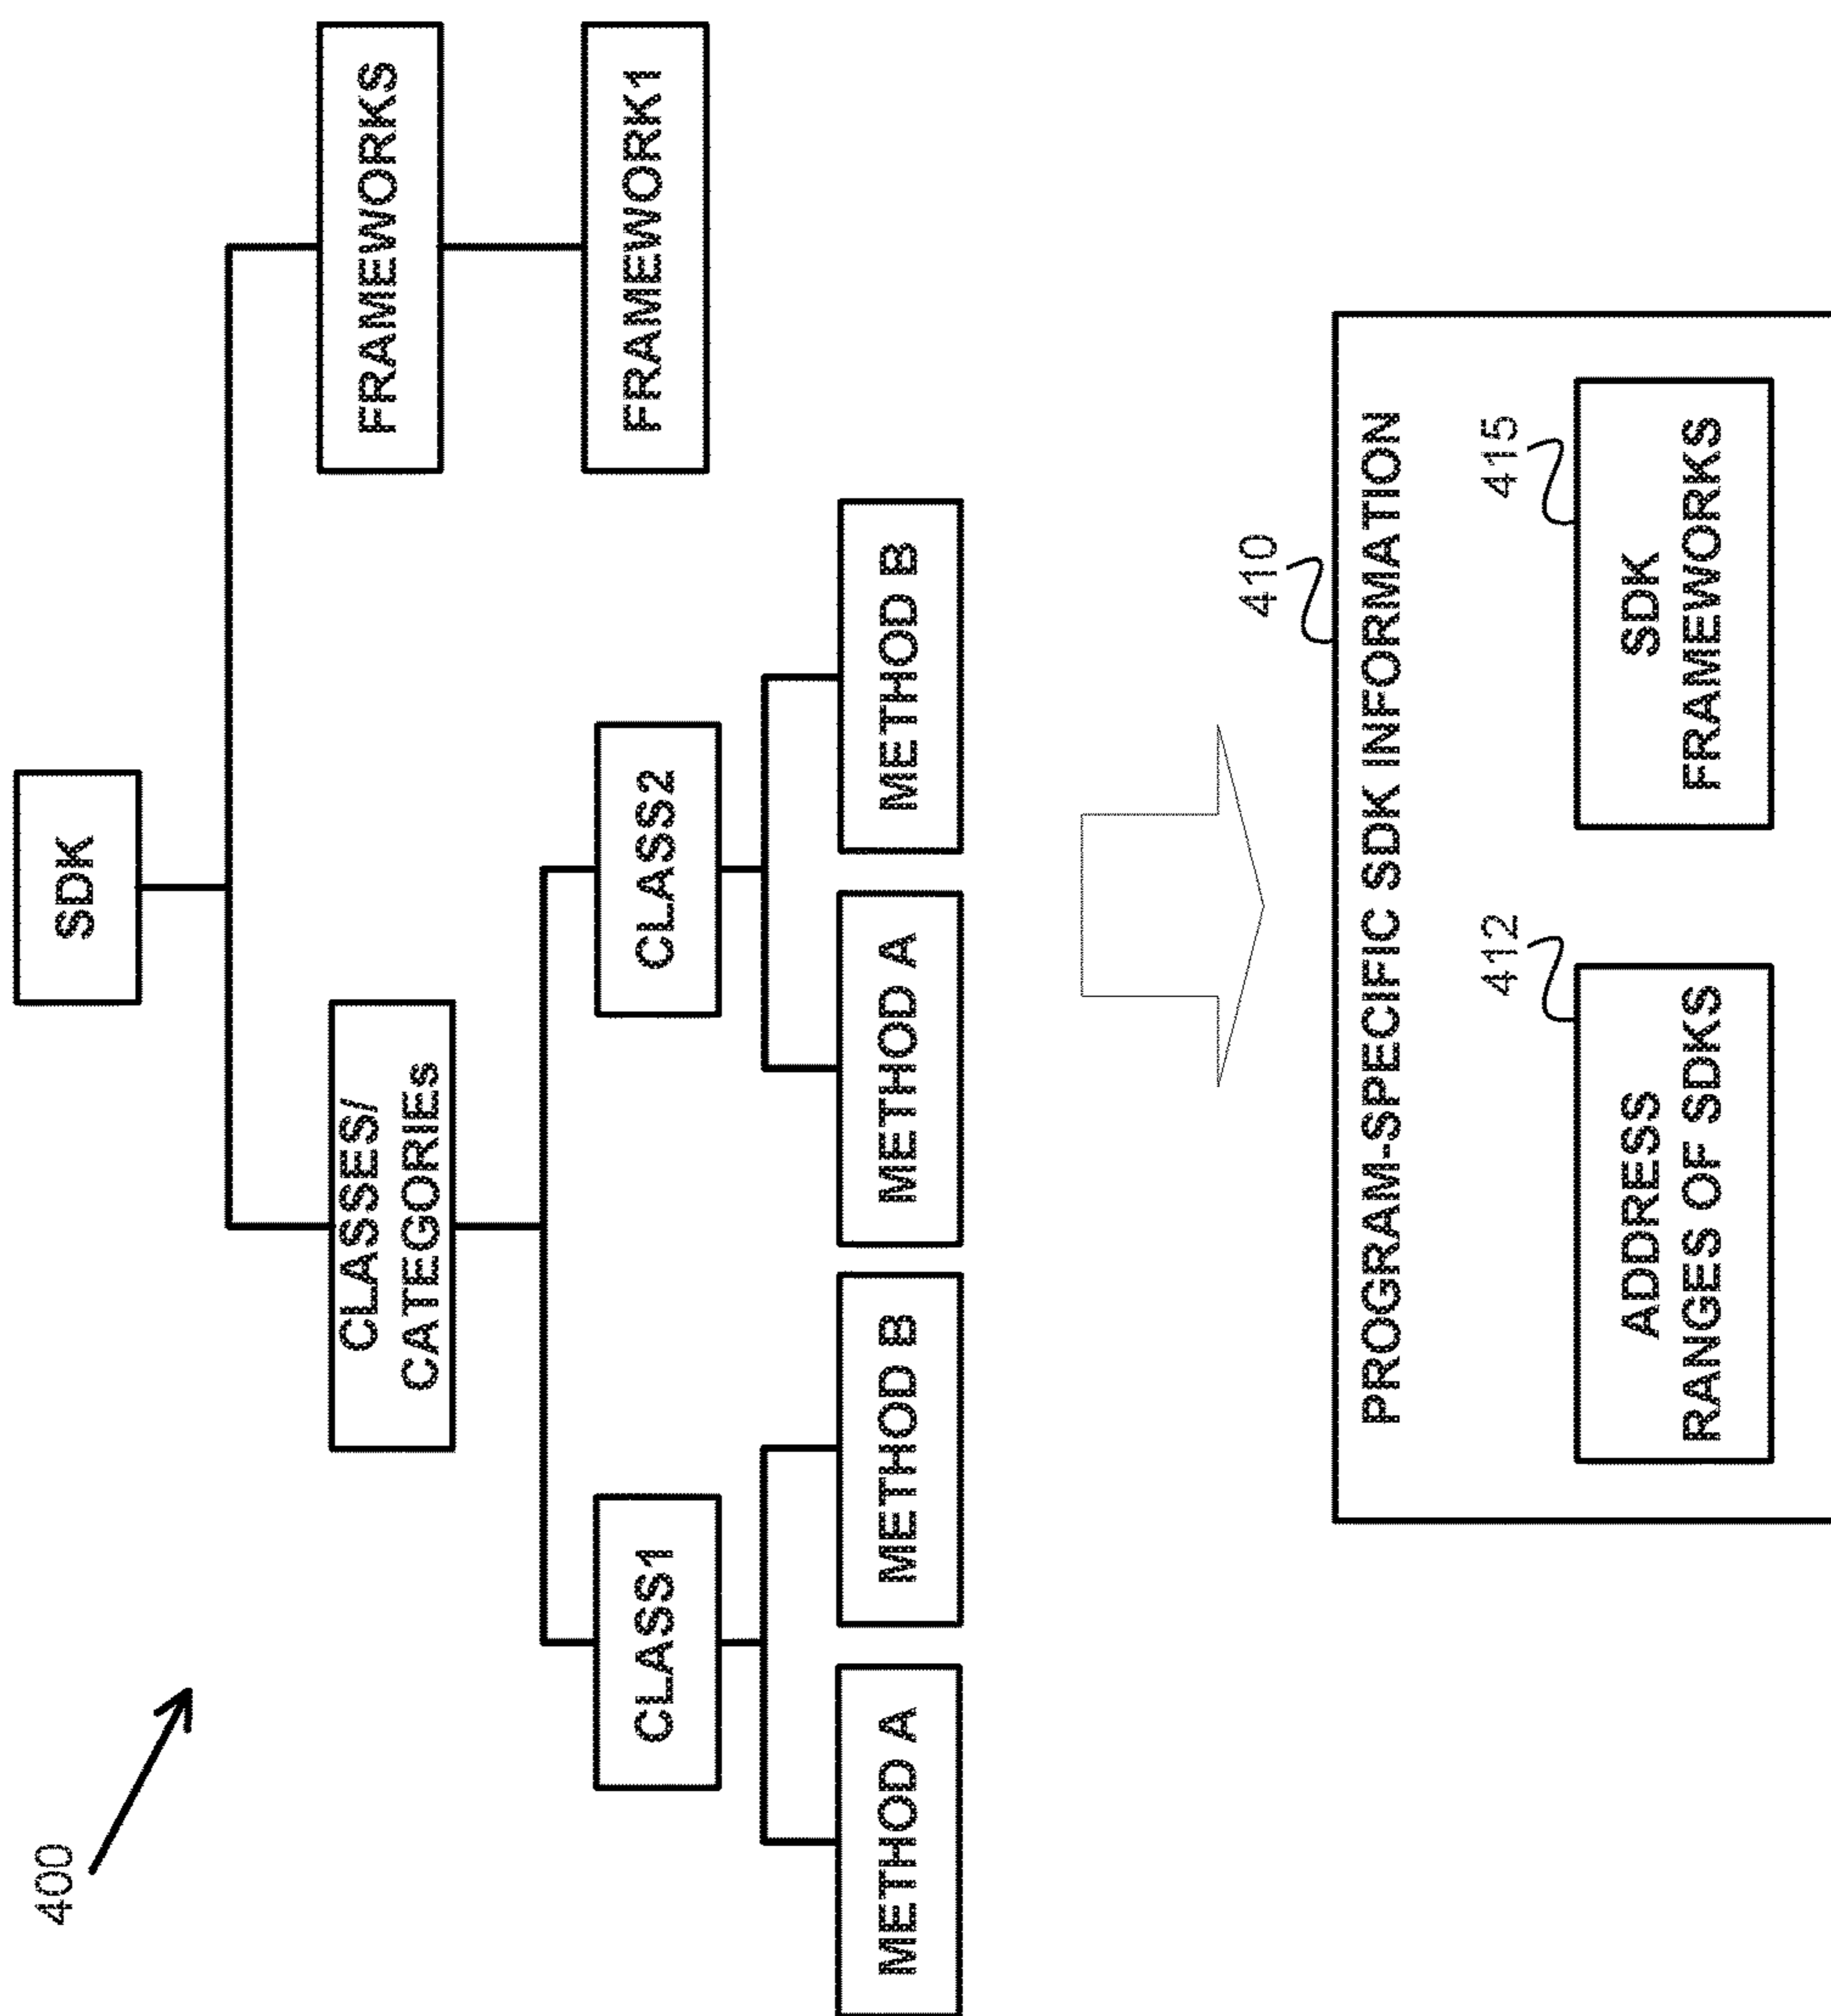 400
SDK
CLASSES/
CATEGORIES
FRAMEWORKS
CLASS1
CLASS2
FRAMEWORK1
METHOD A
METHOD B
METHOD A
METHOD B
410
PROGRAM-SPECIFIC SDK INFORMATION
412
415
ADDRESS
RANGES OF SDKS
SDK
FRAMEWORKS